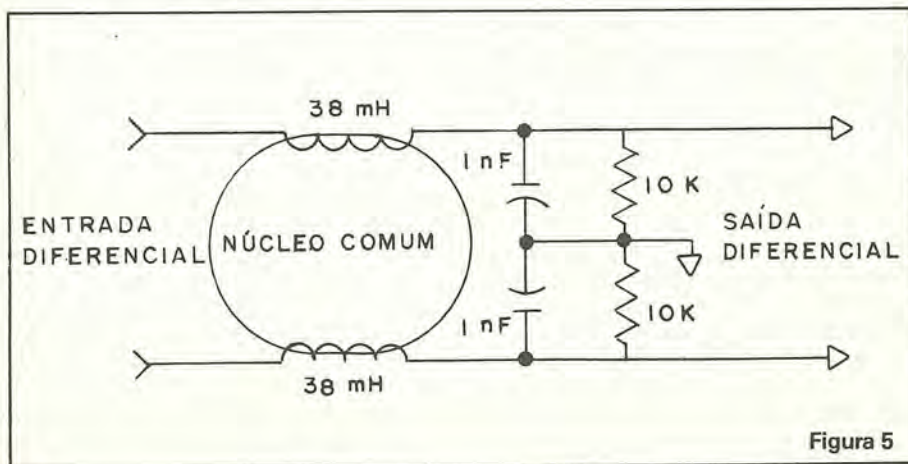 38 mH
1 nF
10 K
ENTRADA
DIFERENCIAL
NÚCLEO COMUM
SAÍDA
DIFERENCIAL
1 nF
10K
38 mH
Figura 5